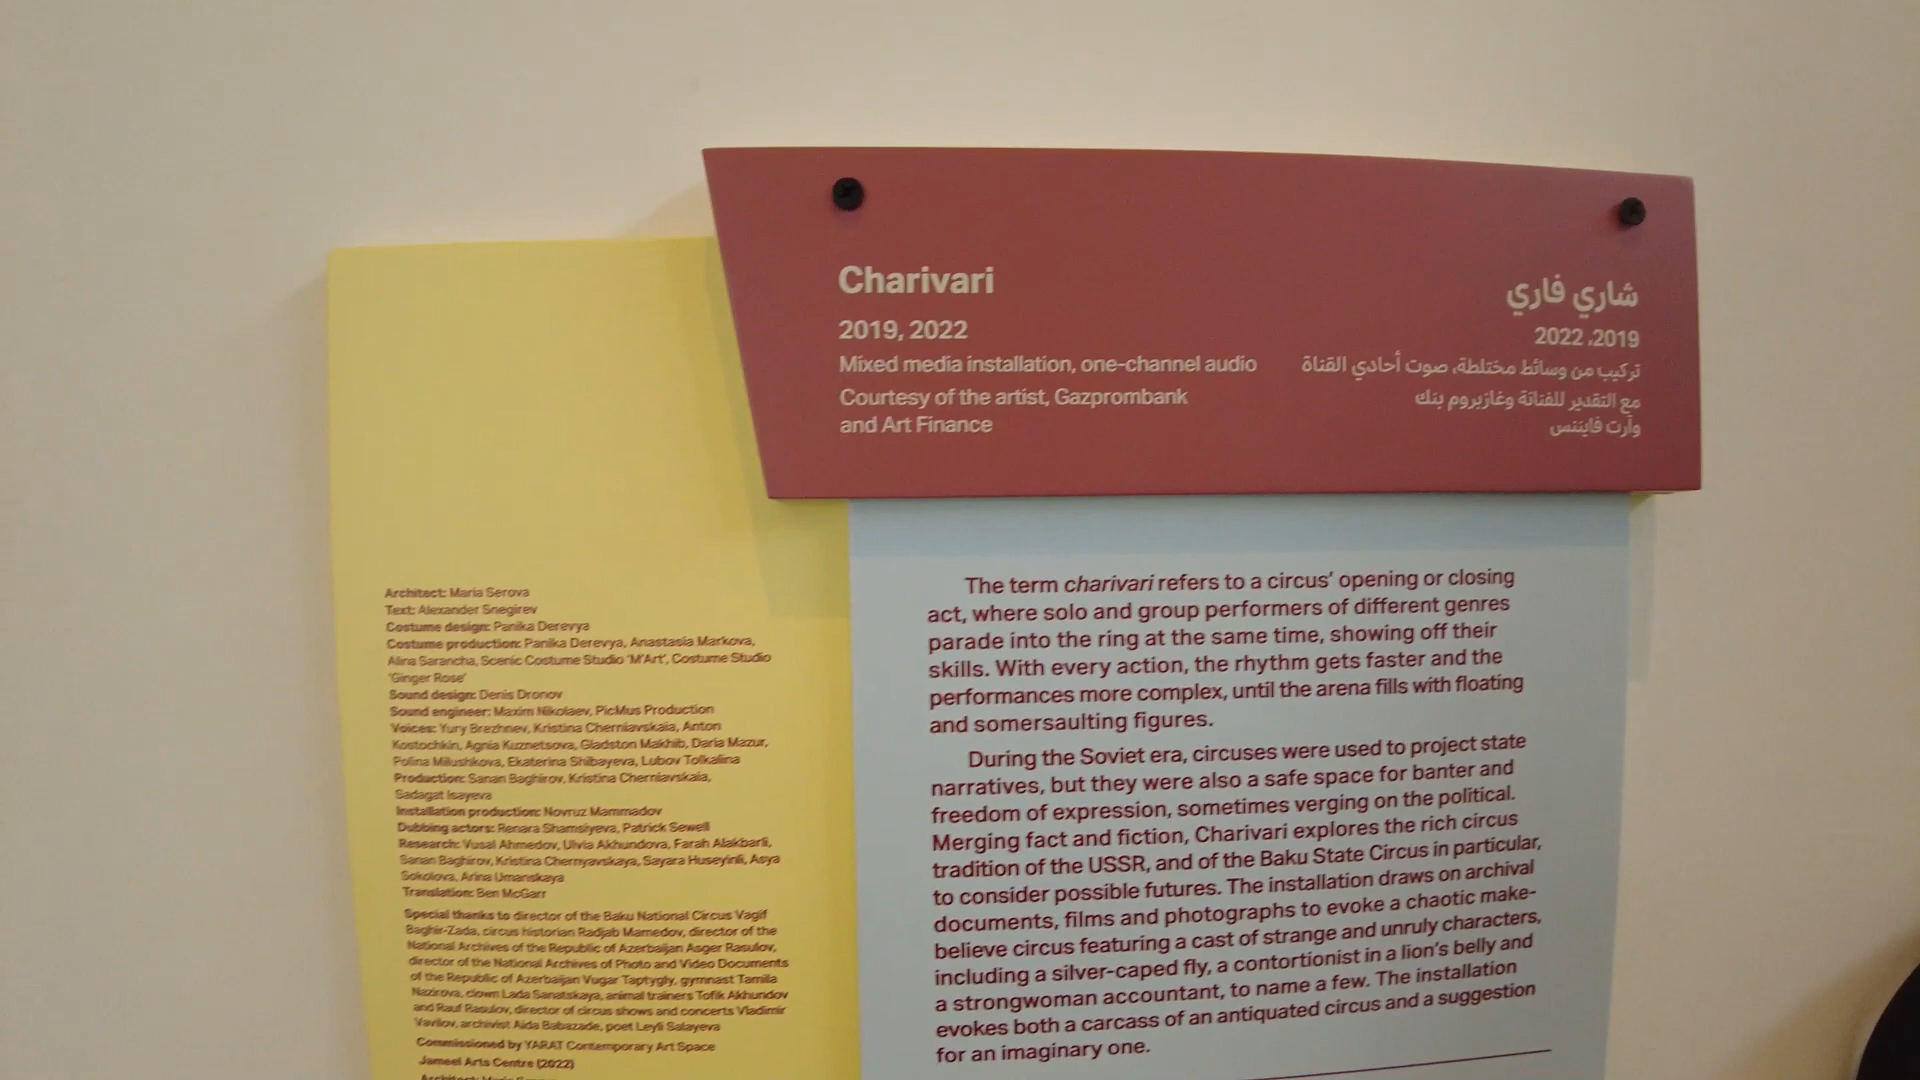 Charivari
2019, 2022
Mixed media installation, one-channel audio
Courtesy of the artist, Gazprombank
and Art Finance
شاري فاري
2019، 2022
تركيب من وسائط مختلطة، صوت أحادي القناة
مع التقدير للفنانة وغازبروم بنك
وآرت فايننس
Architect: Maria Serova
Text: Alexander Snegirev
Costume design: Panika Derevya
Costume production: Panika Derevya, Anastasia Markova,
Alina Sarancha, Scenic Costume Studio 'M'Art', Costume Studio
'Ginger Rose'
Sound design: Denis Dronov
Sound engineer: Maxim Nikolaev, PicMus Production
Voices: Yury Brezhnev, Kristina Cherniavskaia, Anton
Kostochkin, Agnia Kuznetsova, Gladston Makhib, Daria Mazur,
Polina Milushkova, Ekaterina Shibayeva, Lubov Tolkalina
Production: Sanan Baghirov, Kristina Cherniavskaia,
Sadagat Isayeva
Installation production: Novruz Mammadov
Dubbing actors: Renara Shamsiyeva, Patrick Sewell
Research: Vusal Ahmedov, Ulvia Akhundova, Farah Alakbarli,
Sanan Baghirov, Kristina Chernyavskaya, Sayara Huseyinli, Asya
Sokolova, Arina Umanskaya
Translation: Ben McGarr
Special thanks to director of the Baku National Circus Vagif
Baghir-Zada, circus historian Radjab Mamedov, director of the
National Archives of the Republic of Azerbaijan Asger Rasulov,
director of the National Archives of Photo and Video Documents
of the Republic of Azerbaijan Vugar Taptygly, gymnast Tamilla
Nazirova, clown Lada Sanatskaya, animal trainers Tofik Akhundov
and Rauf Rasulov, director of circus shows and concerts Vladimir
Vavilov, archivist Aida Babazade, poet Leyli Salayeva
Commissioned by YARAT Contemporary Art Space
Jameel Arts Centre (2022)
The term charivari refers to a circus' opening or closing
act, where solo and group performers of different genres
parade into the ring at the same time, showing off their
skills. With every action, the rhythm gets faster and the
performances more complex, until the arena fills with floating
and somersaulting figures.
During the Soviet era, circuses were used to project state
narratives, but they were also a safe space for banter and
freedom of expression, sometimes verging on the political.
Merging fact and fiction, Charivari explores the rich circus
tradition of the USSR, and of the Baku State Circus in particular,
to consider possible futures. The installation draws on archival
documents, films and photographs to evoke a chaotic make-
believe circus featuring a cast of strange and unruly characters,
including a silver-caped fly, a contortionist in a lion's belly and
a strongwoman accountant, to name a few. The installation
evokes both a carcass of an antiquated circus and a suggestion
for an imaginary one.